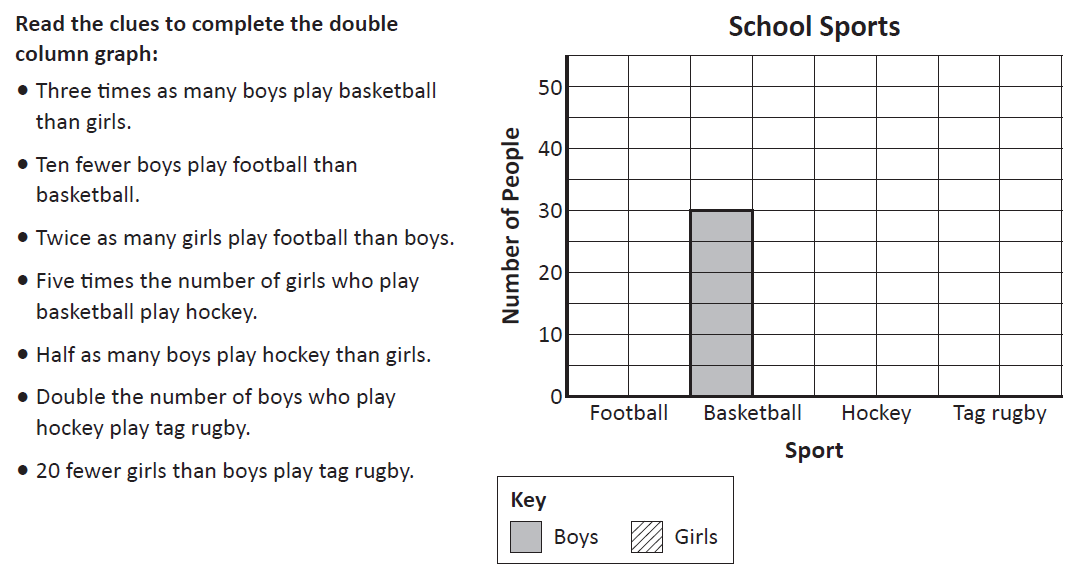 Read the clues to complete the double
column graph:
• Three times as many boys play basketball
than girls.
• Ten fewer boys play football than
basketball.
• Twice as many girls play football than boys.
• Five times the number of girls who play
basketball play hockey.
• Half as many boys play hockey than girls.
• Double the number of boys who play
hockey play tag rugby.
• 20 fewer girls than boys play tag rugby.
School Sports
Number of People
50
40
30
20
10
0
Football Basketball Hockey Tag rugby
Sport
Key
Boys Girls